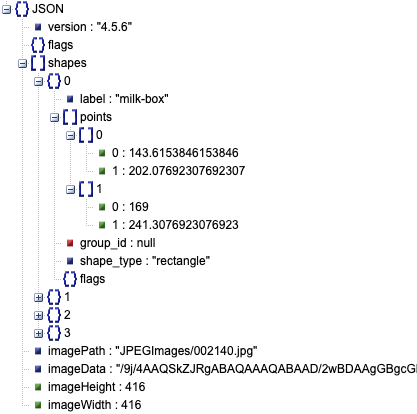 JSON
version : "4.5.6"
flags
shapes
0
label : "milk-box"
points
0
0 : 143.6153846153846
1 : 202.07692307692307
1
0 : 169
1 : 241.3076923076923
group_id : null
shape_type : "rectangle"
flags
1
2
3
imagePath : "JPEGImages/002140.jpg"
imageData : "/9j/4AAQSkZJRgABAQAAAQABAAD/2wBDAAgGBgcG
imageHeight : 416
imageWidth : 416